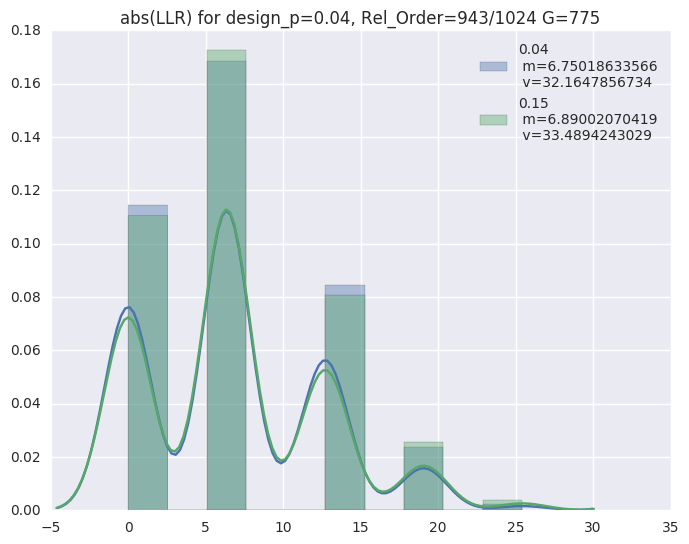 abs(LLR) for design_p=0.04, Rel_Order=943/1024 G=775
0.18
0.16
0.14
0.12
0.10
0.08
0.06
0.04
0.02
0.00
0.04
m=6.75018633566
v=32.1647856734
0.15
m=6.89002070419
v=33.4894243029
−5 0 5 10 15 20 25 30 35